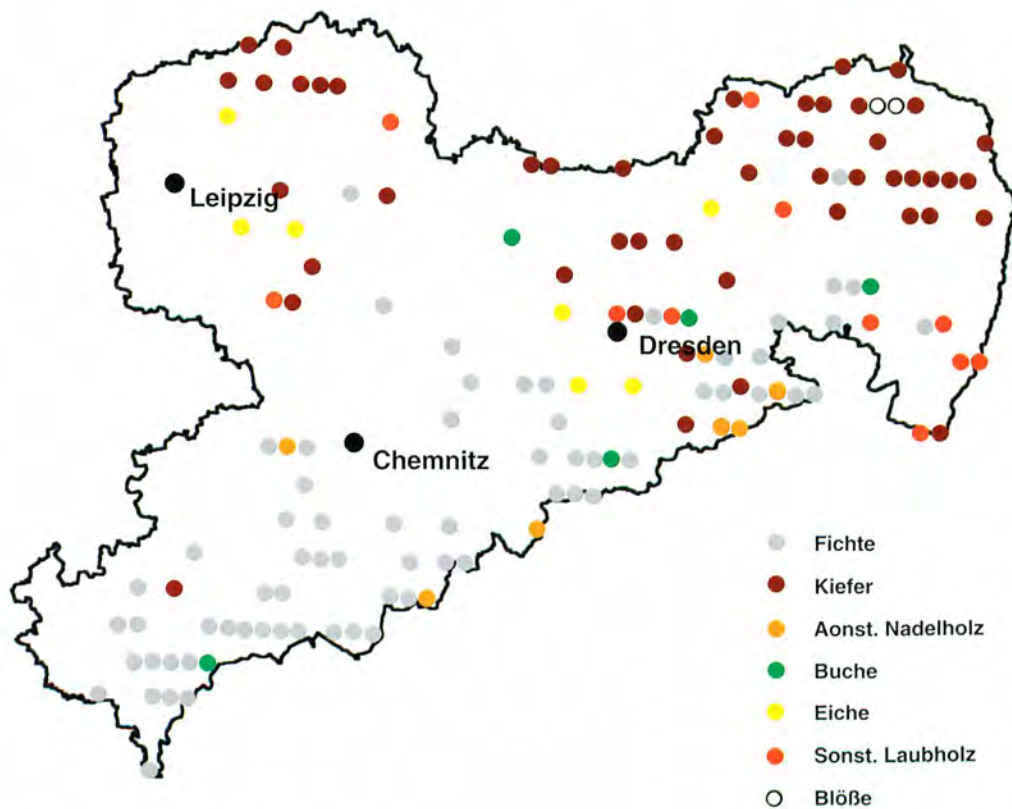 Leipzig
Dresden
Chemnitz
Fichte
Kiefer
Aonst. Nadelholz
Buche
Eiche
Sonst. Laubholz
Blöße